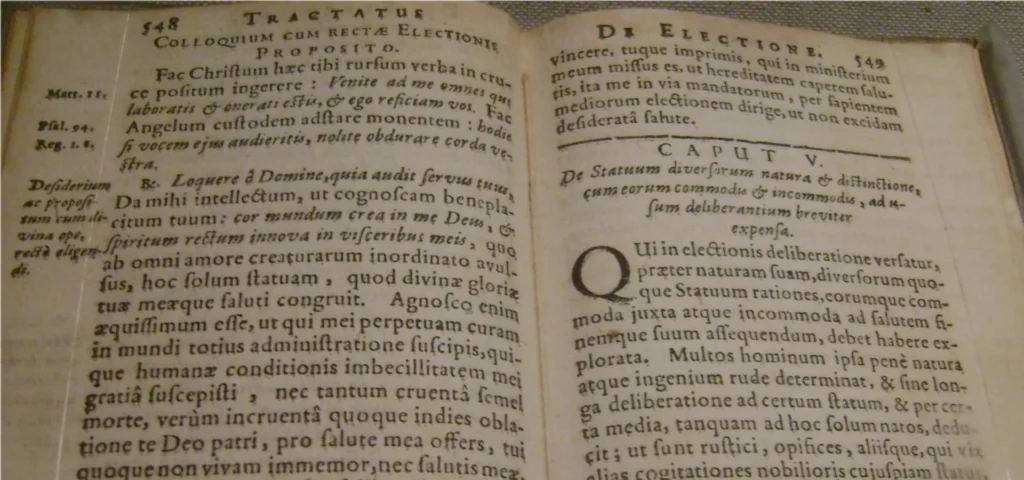 548 TRACTATUS
COLLOQUIUM CUM RECTÆ ELECTIONIS
PROPOSITO.
Fac Chriſtum hæc tibi rurſum verba in cru-
Matt. 11. ce poſitum ingerere : Venite ad me omnes qui
laboratis & onerati eſtis, & ego reficiam vos. Fac
Pſal. 94. Angelum cuſtodem adſtare monentem : hodie
Reg. 1. 8. ſi vocem ejus audieritis, nolite obdurare corda ve-
ſtra.
Deſiderium &. Loquere ô Domine, quia audit ſervus tuus,
ac propoſi- Da mihi intellectum, ut cognoſcam benepla-
tum cum di- citum tuum : cor mundum crea in me Deus, &
vina ope, ſpiritum rectum innova in viſceribus meis, quo
rectè eligen- ab omni amore creaturarum inordinato avul-
di. ſus, hoc ſolum ſtatuam, quod divinæ gloriæ
tuæ meæque ſaluti congruit. Agnoſco enim
æquiſſimum eſſe, ut qui mei perpetuam curam
in mundi totius adminiſtratione ſuſcipis, qui-
que humanæ conditionis imbecillitatem mei
gratiâ ſuſcepiſti, nec tantum cruentâ ſemel
morte, verùm incruentâ quoque indies obla-
tione te Deo patri, pro ſalute mea offers, tui
quoque non vivam immemor, nec ſalutis meæ
DE ELECTIONE. 549
vincere, tuque imprimis, qui in miniſterium
meum miſſus es, ut hereditatem caperem ſalu-
tis, ita me in via mandatorum, per ſapientem
mediorum electionem dirige, ut non excidam
deſideratâ ſalute.
CAPUT V.
De Statuum diverſorum natura & diſtinctione,
cum eorum commodis & incommodis, ad u-
ſum deliberantium breviter
expenſa.
QUi in electionis deliberatione verſatur,
præter naturam ſuam, diverſorum quo-
que Statuum rationes, eorumque com-
moda juxta atque incommoda ad ſalutem fi-
nemque ſuum aſſequendum, debet habere ex-
plorata. Multos hominum ipſa penè natura
atque ingenium rude determinat, & ſine lon-
ga deliberatione ad certum ſtatum, & per cer-
ta media, tanquam ad hoc ſolum natos, dedu-
cit ; ut ſunt ruſtici, opifices, aliiſque, qui vix
alias cogitationes nobilioris cujuſpiam ſtatus